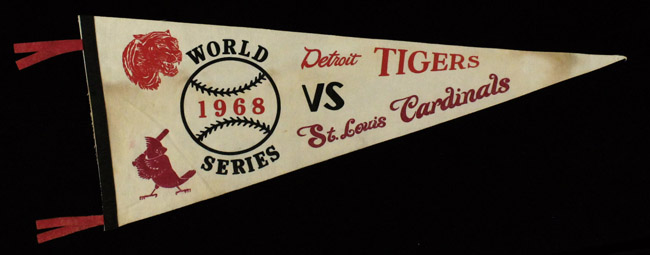 WORLD
1968
SERIES
Detroit TIGERS
VS
St. Louis Cardinals